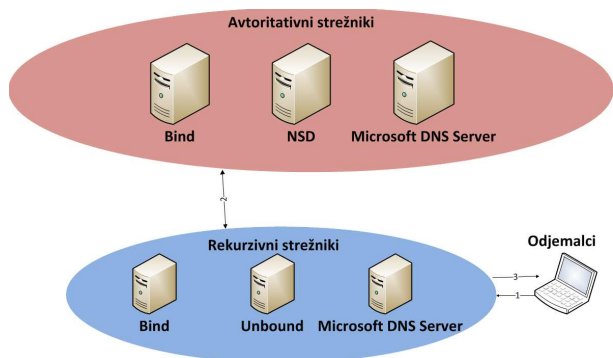 Avtoritativni strežniki
Bind
NSD
Microsoft DNS Server
2
Rekurzivni strežniki
Odjemalci
3
1
Bind
Unbound
Microsoft DNS Server